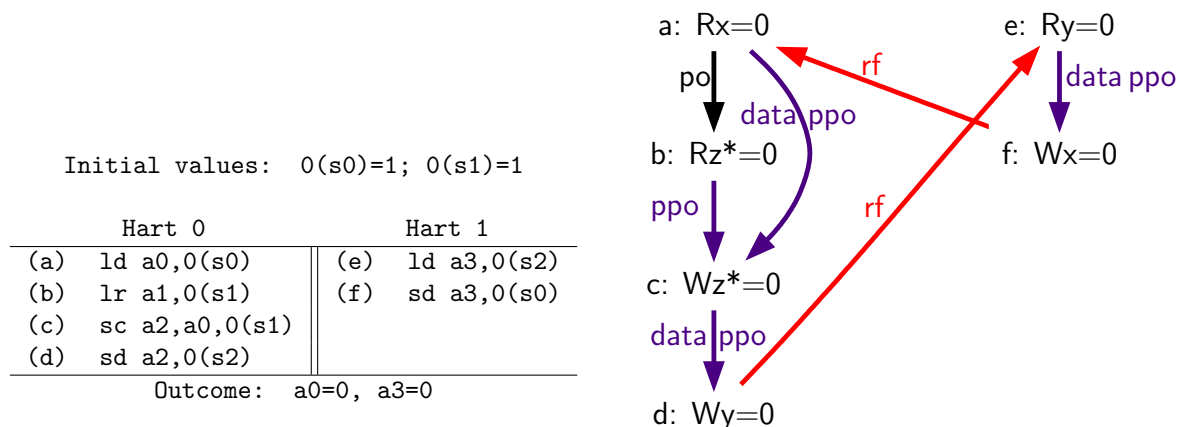 Initial values: 0(s0)=1; 0(s1)=1
Hart 0 Hart 1
(a) ld a0,0(s0) (e) ld a3,0(s2)
(b) lr a1,0(s1) (f) sd a3,0(s0)
(c) sc a2,a0,0(s1)
(d) sd a2,0(s2)
Outcome: a0=0, a3=0
a: Rx=0
e: Ry=0
rf
po
data ppo
data ppo
b: Rz*=0
f: Wx=0
ppo
rf
c: Wz*=0
data ppo
d: Wy=0